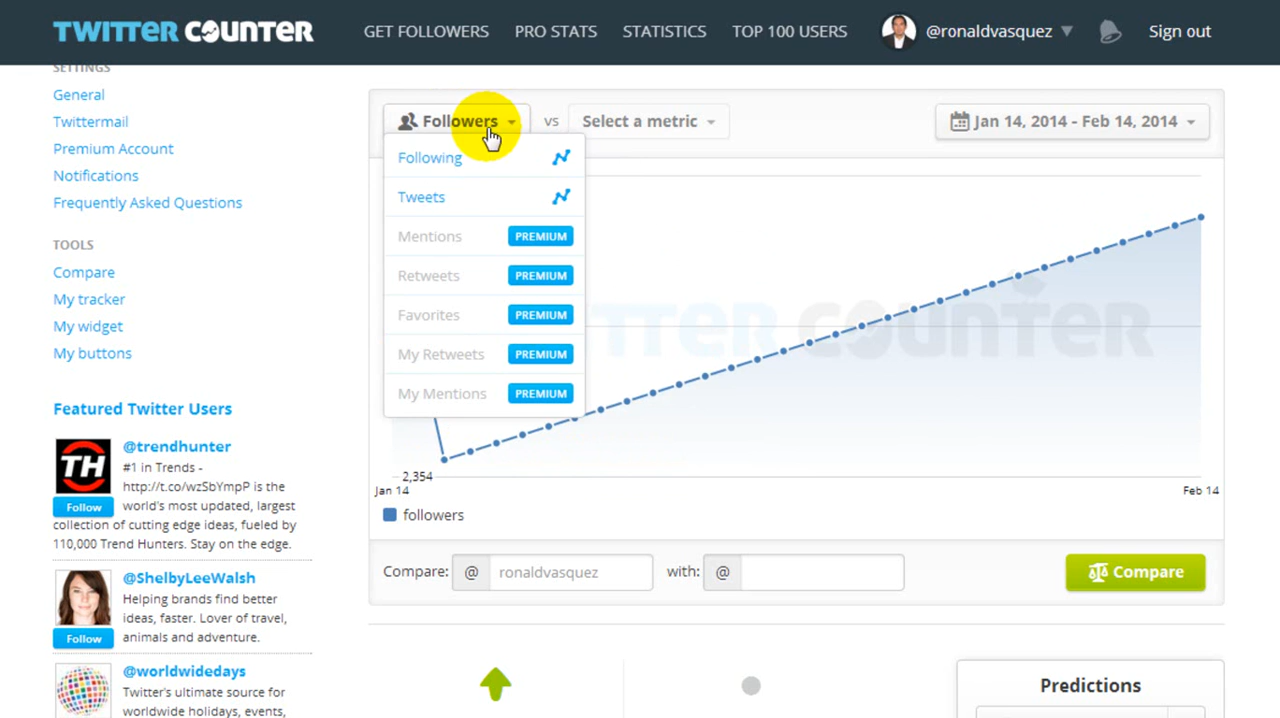 TWITTER COUNTER
GET FOLLOWERS
PRO STATS
STATISTICS
TOP 100 USERS
@ronaldvasquez
Sign out
SETTINGS
General
Twittermail
Premium Account
Notifications
Frequently Asked Questions
TOOLS
Compare
My tracker
My widget
My buttons
Featured Twitter Users
TH
@trendhunter
#1 in Trends -
http://t.co/wzSbYmpP is the
world's most updated, largest
collection of cutting edge ideas, fueled by
110,000 Trend Hunters. Stay on the edge.
Follow
@ShelbyLeeWalsh
Helping brands find better
ideas, faster. Lover of travel,
animals and adventure.
Follow
@worldwidedays
Twitter's ultimate source for
worldwide holidays, events,
Followers
vs
Select a metric
Jan 14, 2014 - Feb 14, 2014
Following
Tweets
Mentions PREMIUM
Retweets PREMIUM
Favorites PREMIUM
My Retweets PREMIUM
My Mentions PREMIUM
TWITTER COUNTER
2,354
Jan 14
Feb 14
followers
Compare: @ ronaldvasquez with: @ Compare
Predictions